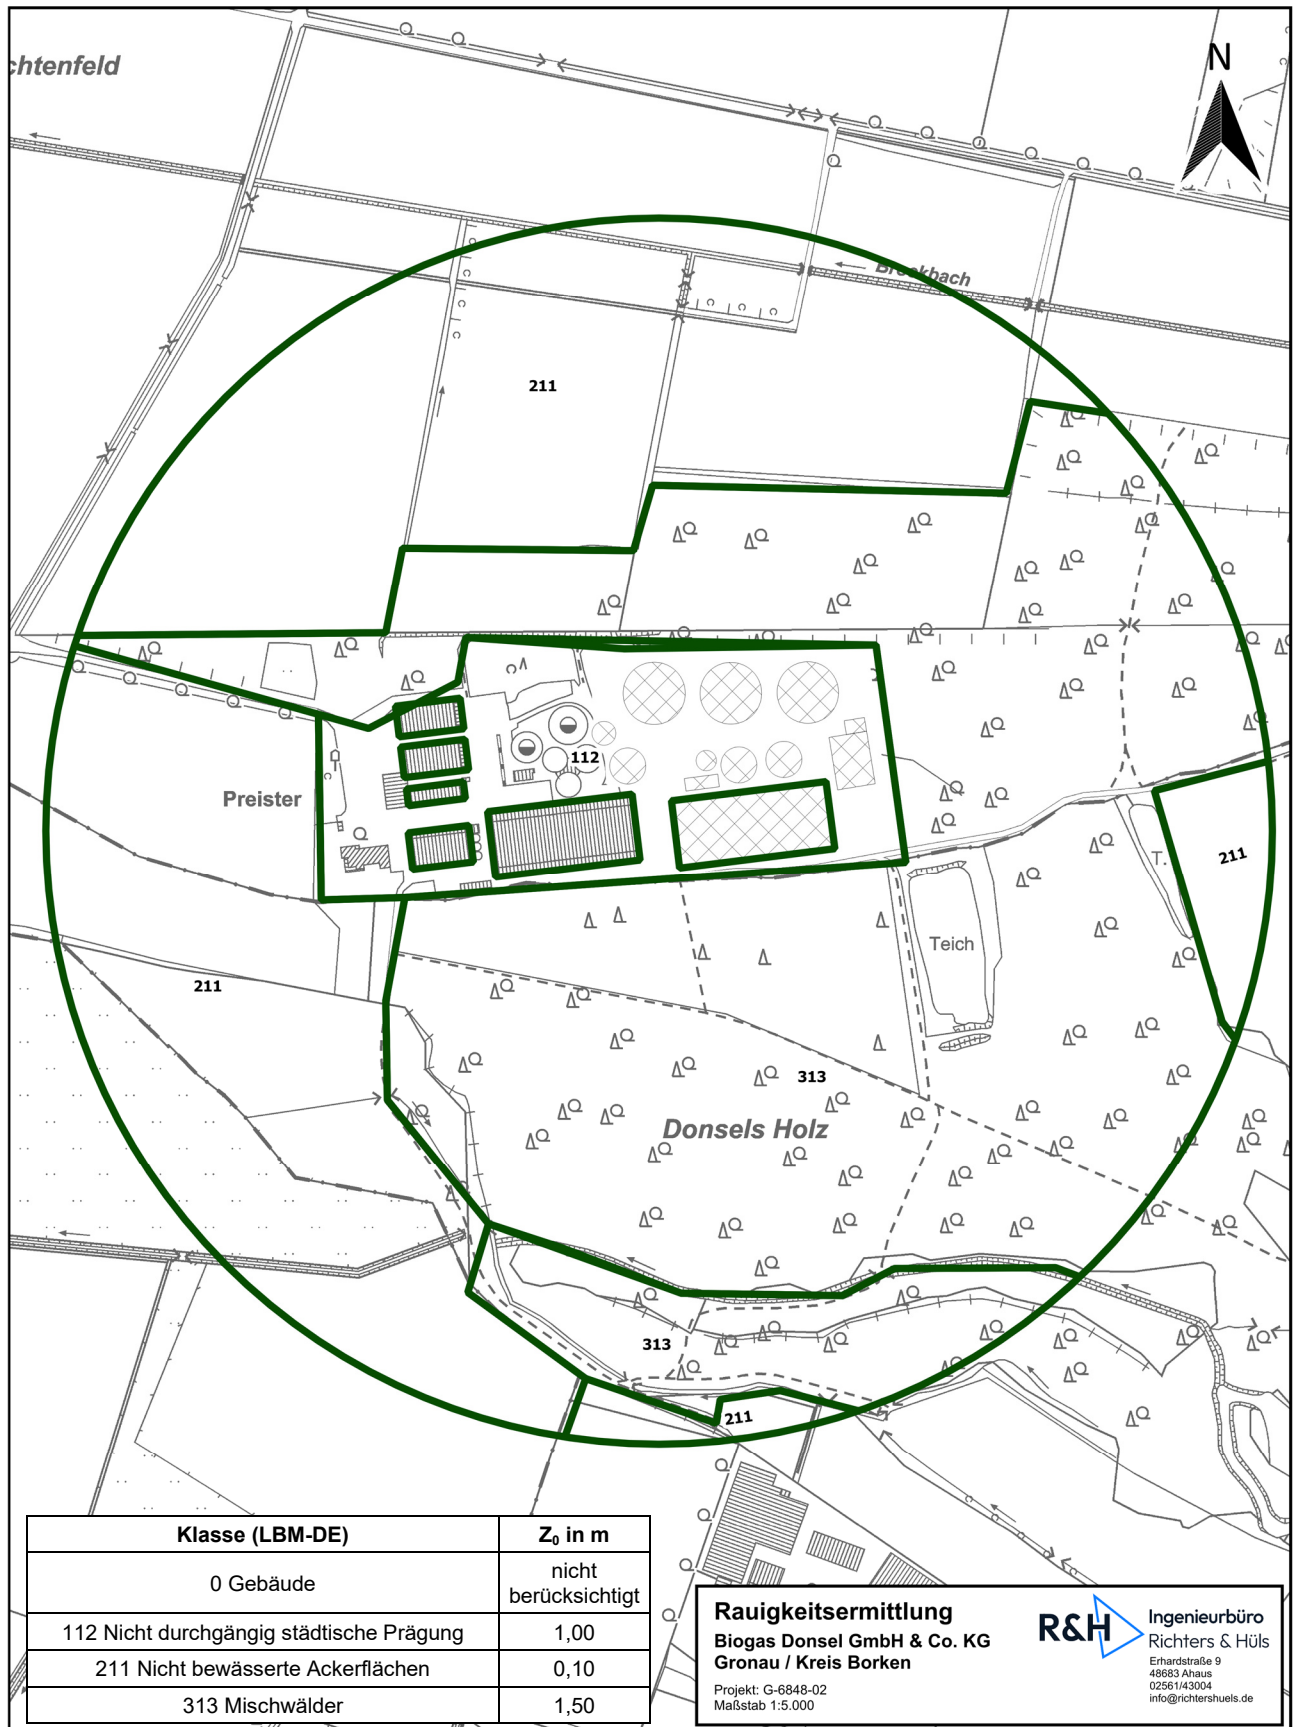 chtenfeld
N
Brookbach
211
112
Preister
T.
211
Teich
211
313
Donsels Holz
313
211
Klasse (LBM-DE) Z₀ in m
0 Gebäude nicht
berücksichtigt
112 Nicht durchgängig städtische Prägung 1,00
211 Nicht bewässerte Ackerflächen 0,10
313 Mischwälder 1,50
Rauigkeitsermittlung
Biogas Donsel GmbH & Co. KG
Gronau / Kreis Borken
Projekt: G-6848-02
Maßstab 1:5.000
R&H
Ingenieurbüro
Richters & Hüls
Erhardstraße 9
48683 Ahaus
02561/43004
info@richtershuels.de